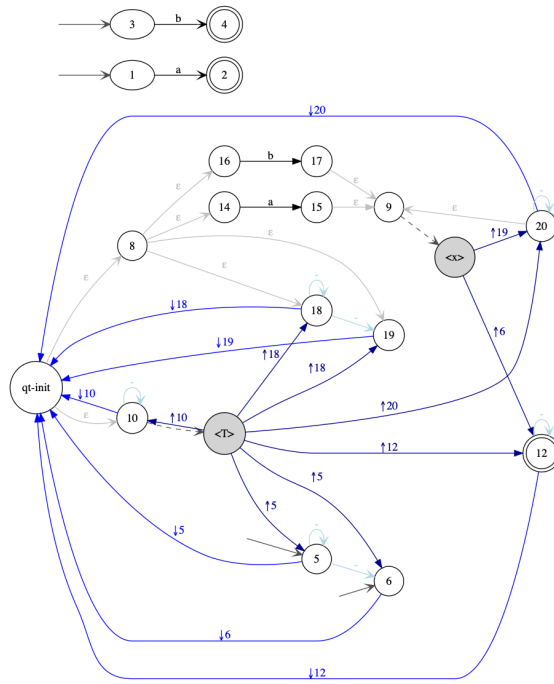 3 b 4
1 a 2
↓20
16 b 17
ε ε
14 a 15 ε 9 ε 20 -
ε
8 ε <x> ↑19
ε ε
- ↑6
↓18 18 -
↓19 19
↑18 ↑18
qt-init ↓10 -
ε 10 ↑10 <T> ↑20
↑12 12 -
↑5 ↑5
↓5 5 - -
6
↓6
↓12